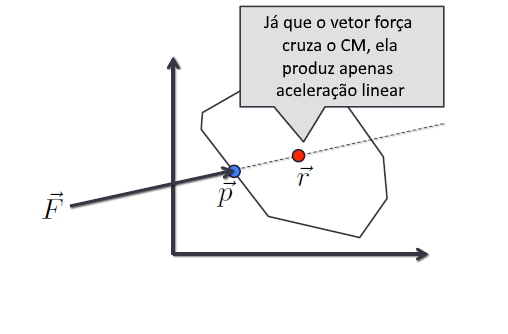 Já que o vetor força
cruza o CM, ela
produz apenas
aceleração linear
$\vec{F}$
$\vec{p}$
$\vec{r}$